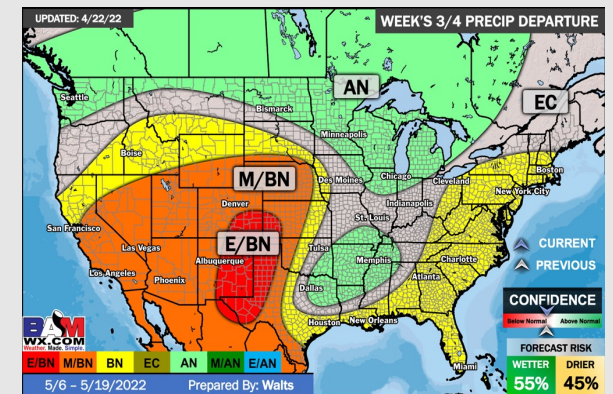 UPDATED: 4/22/22
WEEK'S 3/4 PRECIP DEPARTURE
AN
EC
Seattle
Bismarck
Minneapolis
Boise
Boston
M/BN
Des Moines
Chicago
Cleveland
New York City
Denver
Indianapolis
St. Louis
San Francisco
E/BN
Las Vegas
Albuquerque
Tulsa
Memphis
Charlotte
Los Angeles
Phoenix
Atlanta
Dallas
Houston
New Orleans
Miami
CURRENT
PREVIOUS
CONFIDENCE
Below Normal
Above Normal
FORECAST RISK
WETTER
DRIER
55%
45%
BAM
WX.COM
Weather. Made. Simple.
E/BN M/BN BN EC AN M/AN E/AN
5/6 – 5/19/2022
Prepared By: Walts